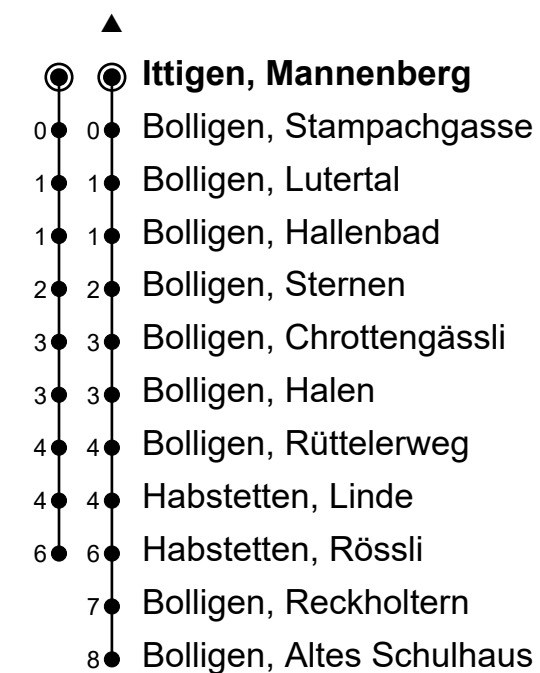 ▲
Ittigen, Mannenberg
0 0 Bolligen, Stampachgasse
1 1 Bolligen, Lutertal
1 1 Bolligen, Hallenbad
2 2 Bolligen, Sternen
3 3 Bolligen, Chrottengässli
3 3 Bolligen, Halen
4 4 Bolligen, Rüttelerweg
4 4 Habstetten, Linde
6 6 Habstetten, Rössli
7 Bolligen, Reckholtern
8 Bolligen, Altes Schulhaus